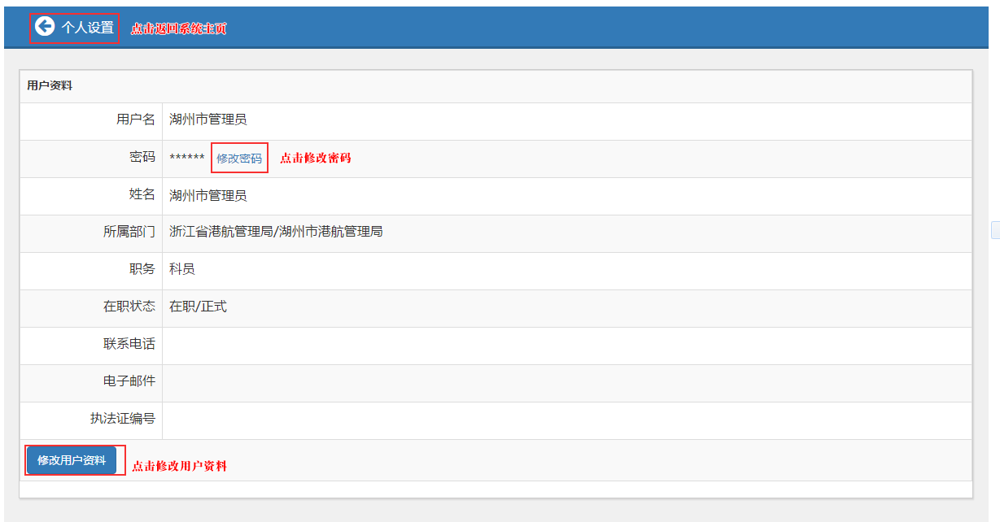 个人设置 点击返回系统主页
用户资料
用户名 湖州市管理员
密码 ****** 修改密码 点击修改密码
姓名 湖州市管理员
所属部门 浙江省港航管理局/湖州市港航管理局
职务 科员
在职状态 在职/正式
联系电话
电子邮件
执法证编号
修改用户资料 点击修改用户资料